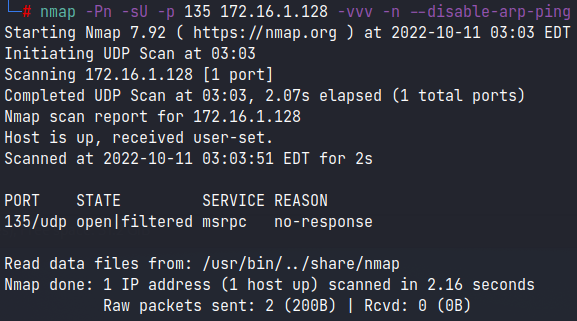 └─# nmap -Pn -sU -p 135 172.16.1.128 -vvv -n --disable-arp-ping
Starting Nmap 7.92 ( https://nmap.org ) at 2022-10-11 03:03 EDT
Initiating UDP Scan at 03:03
Scanning 172.16.1.128 [1 port]
Completed UDP Scan at 03:03, 2.07s elapsed (1 total ports)
Nmap scan report for 172.16.1.128
Host is up, received user-set.
Scanned at 2022-10-11 03:03:51 EDT for 2s
PORT    STATE         SERVICE REASON
135/udp open|filtered msrpc   no-response
Read data files from: /usr/bin/../share/nmap
Nmap done: 1 IP address (1 host up) scanned in 2.16 seconds
           Raw packets sent: 2 (200B) | Rcvd: 0 (0B)